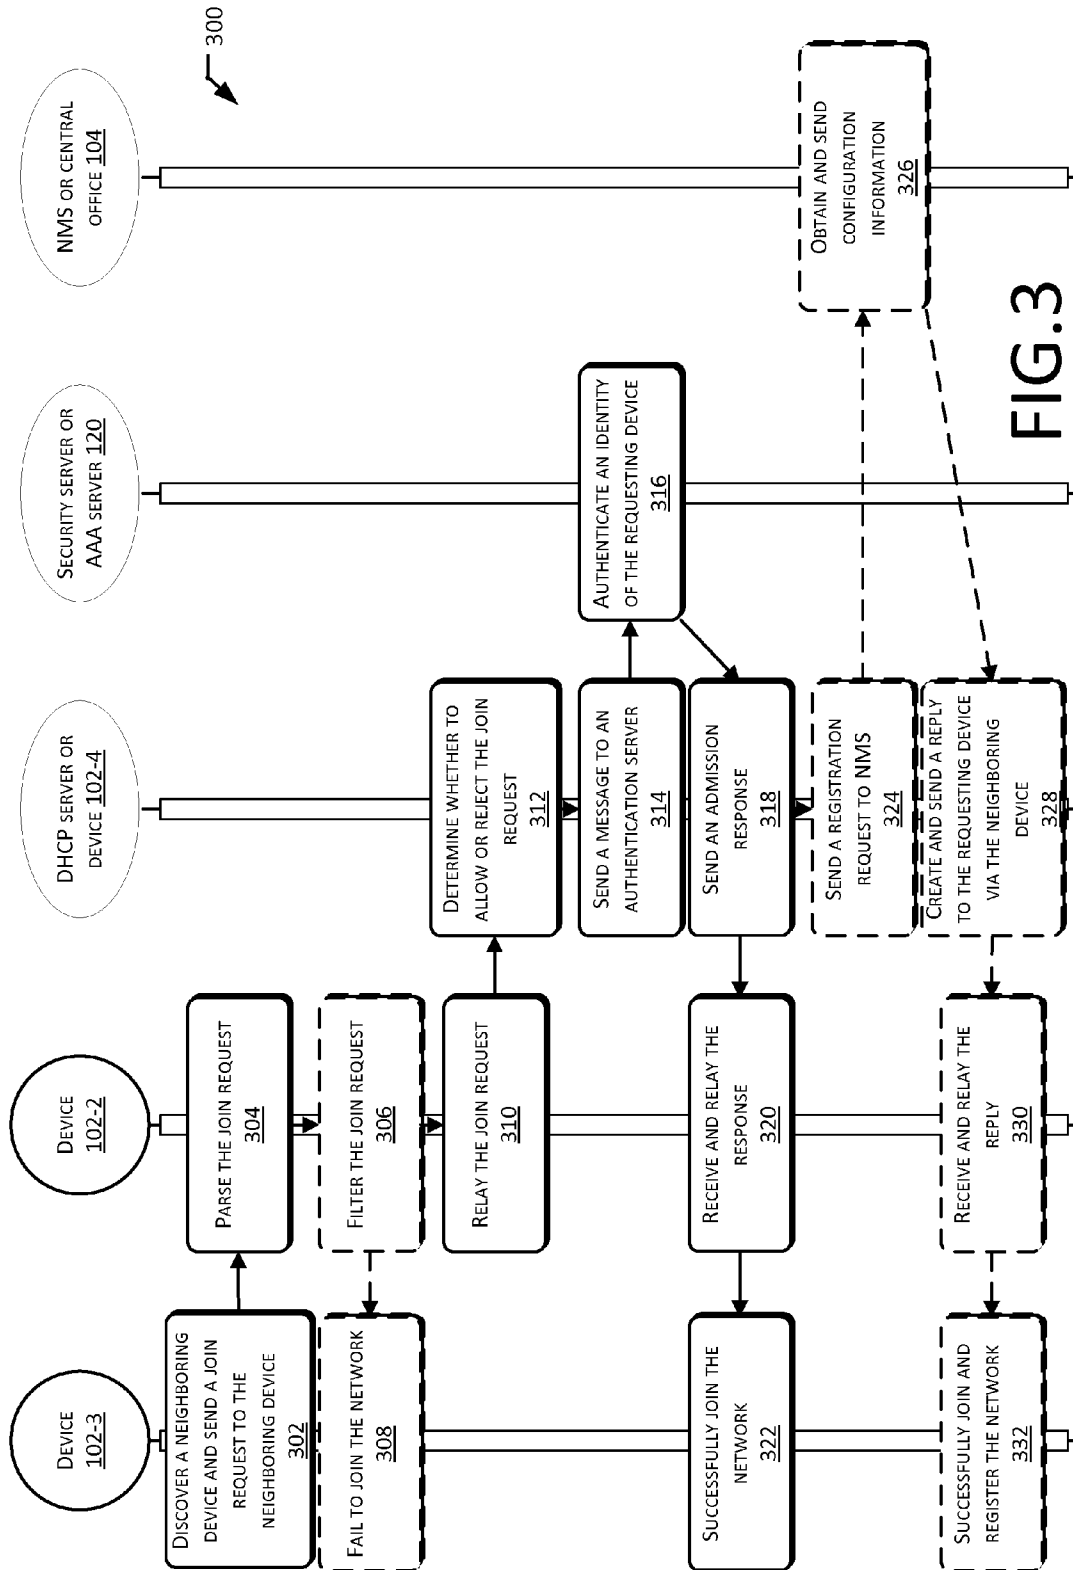 300
DEVICE
102-3
DEVICE
102-2
DHCP SERVER OR
DEVICE 102-4
SECURITY SERVER OR
AAA SERVER 120
NMS OR CENTRAL
OFFICE 104
DISCOVER A NEIGHBORING
DEVICE AND SEND A JOIN
REQUEST TO THE
NEIGHBORING DEVICE
302
PARSE THE JOIN REQUEST
304
FILTER THE JOIN REQUEST
306
FAIL TO JOIN THE NETWORK
308
RELAY THE JOIN REQUEST
310
DETERMINE WHETHER TO
ALLOW OR REJECT THE JOIN
REQUEST
312
SEND A MESSAGE TO AN
AUTHENTICATION SERVER
314
AUTHENTICATE AN IDENTITY
OF THE REQUESTING DEVICE
316
SEND AN ADMISSION
RESPONSE
318
RECEIVE AND RELAY THE
RESPONSE
320
SUCCESSFULLY JOIN THE
NETWORK
322
SEND A REGISTRATION
REQUEST TO NMS
324
OBTAIN AND SEND
CONFIGURATION
INFORMATION
326
CREATE AND SEND A REPLY
TO THE REQUESTING DEVICE
VIA THE NEIGHBORING
DEVICE
328
RECEIVE AND RELAY THE
REPLY
330
SUCCESSFULLY JOIN AND
REGISTER THE NETWORK
332
FIG.3